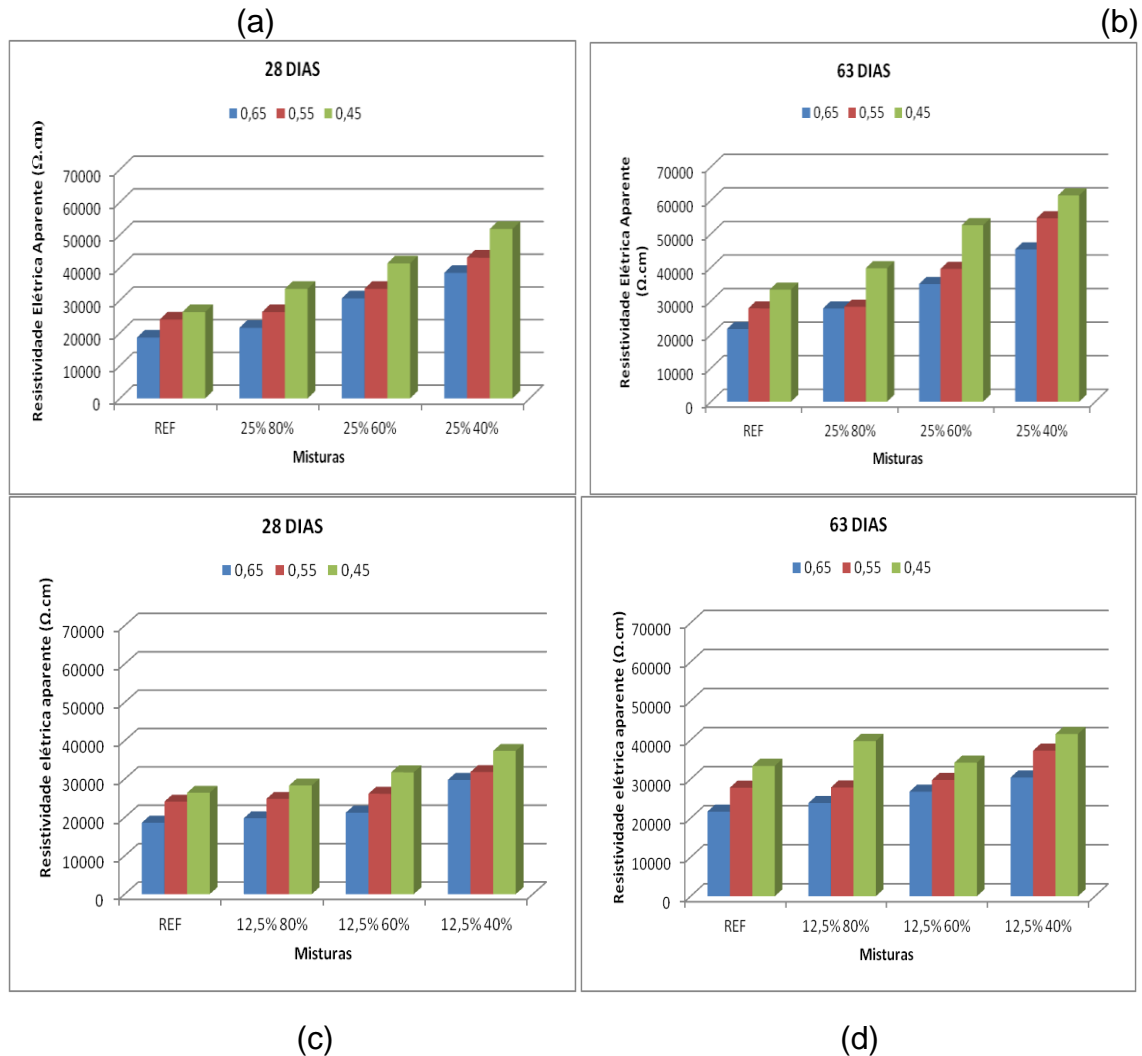 (a)
(b)
28 DIAS
0,65 0,55 0,45
Resistividade Elétrica Aparente (Ω.cm)
70000
60000
50000
40000
30000
20000
10000
0
REF 25% 80% 25% 60% 25% 40%
Misturas
63 DIAS
0,65 0,55 0,45
Resistividade Elétrica Aparente
(Ω.cm)
70000
60000
50000
40000
30000
20000
10000
0
REF 25% 80% 25% 60% 25% 40%
Misturas
28 DIAS
0,65 0,55 0,45
Resistividade elétrica aparente (Ω.cm)
70000
60000
50000
40000
30000
20000
10000
0
REF 12,5% 80% 12,5% 60% 12,5% 40%
Misturas
63 DIAS
0,65 0,55 0,45
Resistividade elétrica aparente (Ω.cm)
70000
60000
50000
40000
30000
20000
10000
0
REF 12,5% 80% 12,5% 60% 12,5% 40%
Misturas
(c)
(d)